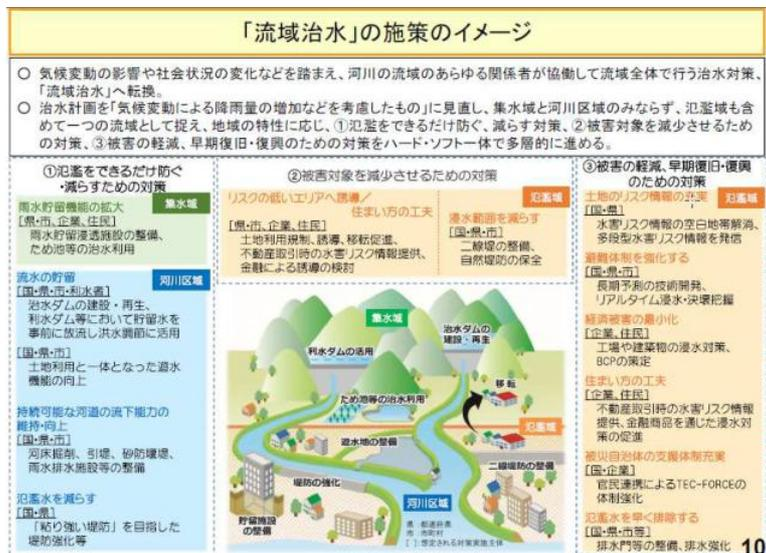 「流域治水」の施策のイメージ
○ 気候変動の影響や社会状況の変化などを踏まえ、河川の流域のあらゆる関係者が協働して流域全体で行う治水対策、
「流域治水」へ転換。
○ 治水計画を「気候変動による降雨量の増加などを考慮したもの」に見直し、集水域と河川区域のみならず、氾濫域も含
めて一つの流域として捉え、地域の特性に応じ、①氾濫をできるだけ防ぐ、減らす対策、②被害対象を減少させるため
の対策、③被害の軽減、早期復旧・復興のための対策をハード・ソフト一体で多層的に進める。
①氾濫をできるだけ防ぐ
・減らすための対策
集水域
雨水貯留機能の拡大
[県・市、企業、住民]
雨水貯留浸透施設の整備、
ため池等の治水利用
流水の貯留
河川区域
[国・県・市・利水者]
治水ダムの建設・再生、
利水ダム等において貯留水を
事前に放流し洪水調節に活用
[国・県・市]
土地利用と一体となった遊水
機能の向上
持続可能な河道の流下能力の
維持・向上
[国・県・市]
河床掘削、引堤、砂防堰堤、
雨水排水施設等の整備
氾濫水を減らす
[国・県]
「粘り強い堤防」を目指した
堤防強化等
②被害対象を減少させるための対策
リスクの低いエリアへ誘導/
住まい方の工夫
[県・市、企業、住民]
土地利用規制、誘導、移転促進、
不動産取引時の水害リスク情報提供、
金融による誘導の検討
氾濫域
浸水範囲を減らす
[国・県・市]
二線堤の整備、
自然堤防の保全
集水域
治水ダムの
建設・再生
利水ダムの活用
ため池等の治水利用
移転
氾濫域
遊水地の整備
二線堤の整備
堤防の強化
河川区域
貯留施設
の整備
県:都道府県
市:市町村
[ ]:想定される対策実施主体
③被害の軽減、早期復旧・復興
のための対策
土地のリスク情報の充実
氾濫域
[国・県]
水害リスク情報の空白地帯解消、
多段型水害リスク情報を発信
避難体制を強化する
[国・県・市]
長期予測の技術開発、
リアルタイム浸水・決壊把握
経済被害の最小化
[企業、住民]
工場や建築物の浸水対策、
BCPの策定
住まい方の工夫
[企業、住民]
不動産取引時の水害リスク情報
提供、金融商品を通じた浸水対
策の促進
被災自治体の支援体制充実
[国・企業]
官民連携によるTEC-FORCEの
体制強化
氾濫水を早く排除する
[国・県・市等]
排水門等の整備、排水強化
10